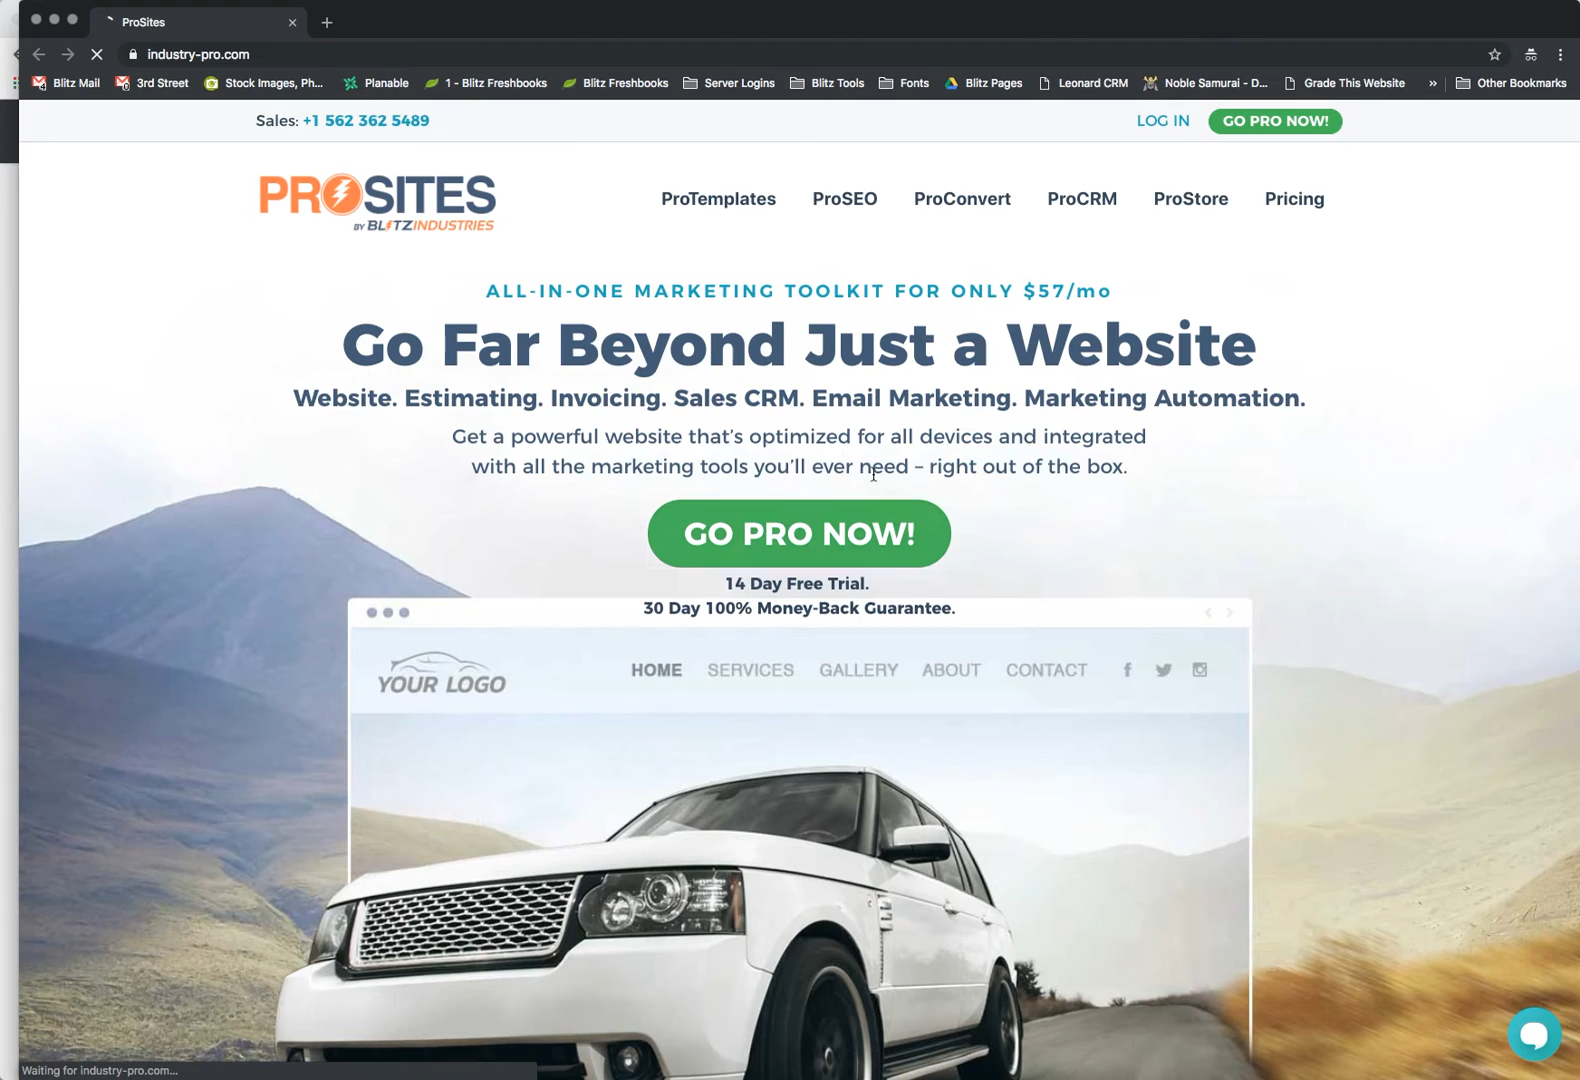 ProSites
industry-pro.com
Blitz Mail
3rd Street
Stock Images, Ph...
Planable
1 - Blitz Freshbooks
Blitz Freshbooks
Server Logins
Blitz Tools
Fonts
Blitz Pages
Leonard CRM
Noble Samurai - D...
Grade This Website
»
Other Bookmarks
Sales: +1 562 362 5489
LOG IN
GO PRO NOW!
PROSITES
BY BLITZINDUSTRIES
ProTemplates
ProSEO
ProConvert
ProCRM
ProStore
Pricing
ALL-IN-ONE MARKETING TOOLKIT FOR ONLY $57/mo
Go Far Beyond Just a Website
Website. Estimating. Invoicing. Sales CRM. Email Marketing. Marketing Automation.
Get a powerful website that's optimized for all devices and integrated
with all the marketing tools you'll ever need – right out of the box.
GO PRO NOW!
14 Day Free Trial.
30 Day 100% Money-Back Guarantee.
YOUR LOGO
HOME
SERVICES
GALLERY
ABOUT
CONTACT
Waiting for industry-pro.com...